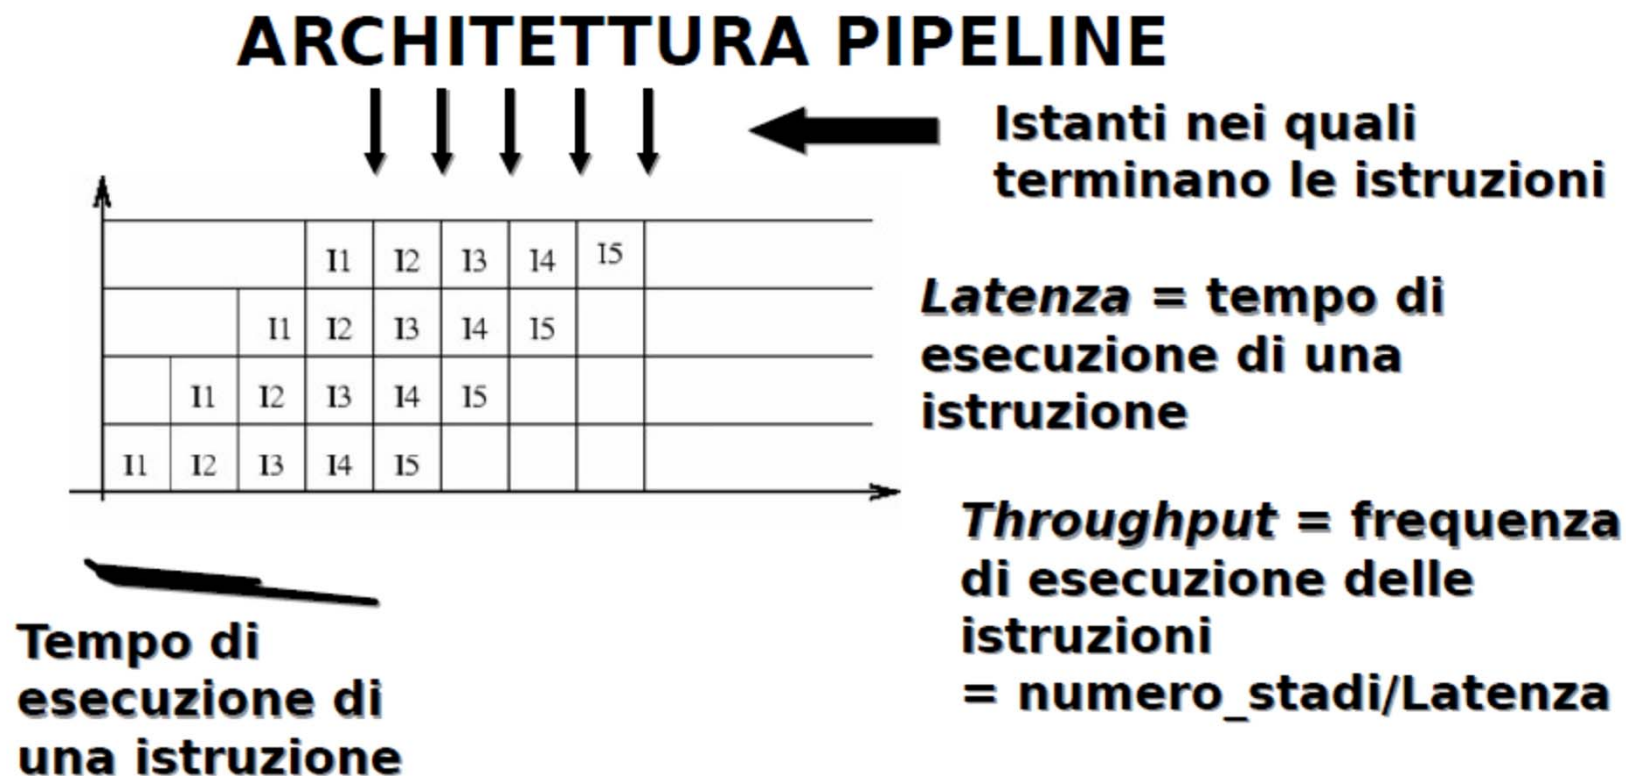 ARCHITETTURA PIPELINE
Istanti nei quali
terminano le istruzioni
I1 I2 I3 I4 I5
I1 I2 I3 I4 I5
I1 I2 I3 I4 I5
I1 I2 I3 I4 I5
Latenza = tempo di
esecuzione di una
istruzione
Throughput = frequenza
di esecuzione delle
istruzioni
= numero_stadi/Latenza
Tempo di
esecuzione di
una istruzione